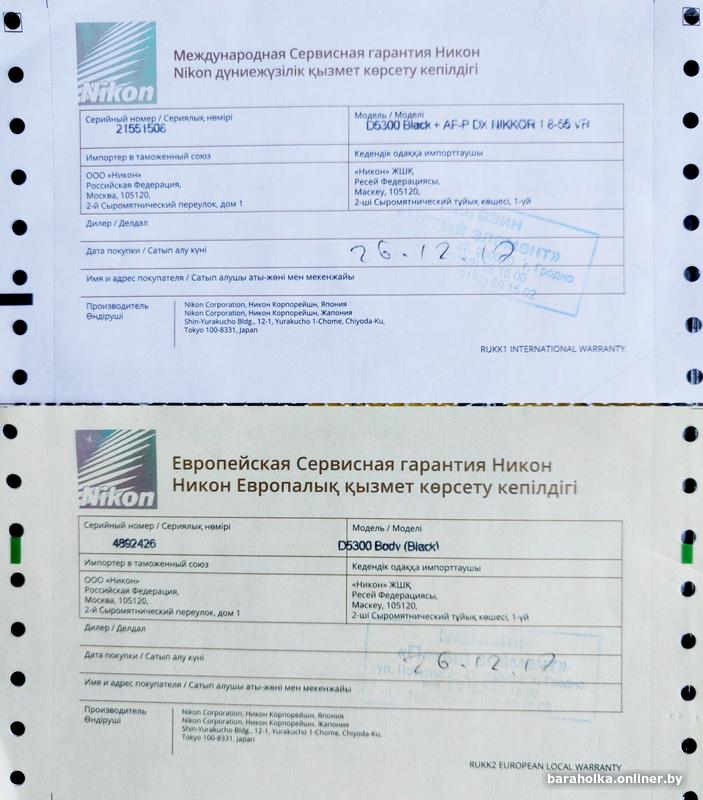 Nikon
Международная Сервисная гарантия Никон
Nikon дүниежүзілік қызмет көрсету кепілдігі
Серийный номер / Сериялық нөмірі
21551506
Модель / Моделі
D5300 Black + AF-P DX NIKKOR 18-55 VR
Импортер в таможенный союз
Кедендік одаққа импорттаушы
ООО «Никон»
Российская Федерация,
Москва, 105120,
2-й Сыромятнический переулок, дом 1
«Никон» ЖШҚ
Ресей Федерациясы,
Мәскеу, 105120,
2-ші Сыромятнический тұйық көшесі, 1-үй
Дилер / Делдал
Дата покупки / Сатып алу күні
26.12.17
Имя и адрес покупателя / Сатып алушы аты-жөні мен мекенжайы
Производитель
Өндіруші
Nikon Corporation, Никон Корпорейшн, Япония
Nikon Corporation, Никон Корпорейшн, Жапония
Shin-Yurakucho Bldg., 12-1, Yurakucho 1-Chome, Chiyoda-Ku,
Tokyo 100-8331, Japan
RUKK1 INTERNATIONAL WARRANTY
Nikon
Европейская Сервисная гарантия Никон
Никон Европалық қызмет көрсету кепілдігі
Серийный номер / Сериялық нөмірі
4892426
Модель / Моделі
D5300 Body (Black)
Импортер в таможенный союз
Кедендік одаққа импорттаушы
ООО «Никон»
Российская Федерация,
Москва, 105120,
2-й Сыромятнический переулок, дом 1
«Никон» ЖШҚ
Ресей Федерациясы,
Мәскеу, 105120,
2-ші Сыромятнический тұйық көшесі, 1-үй
Дилер / Делдал
Магазин
Дата покупки / Сатып алу күні
26.12.17
Имя и адрес покупателя / Сатып алушы аты-жөні мен мекенжайы
Производитель
Өндіруші
Nikon Corporation, Никон Корпорейшн, Япония
Nikon Corporation, Никон Корпорейшн, Жапония
Shin-Yurakucho Bldg., 12-1, Yurakucho 1-Chome, Chiyoda-Ku,
Tokyo 100-8331, Japan
RUKK2 EUROPEAN LOCAL WARRANTY
baraholka.onliner.by